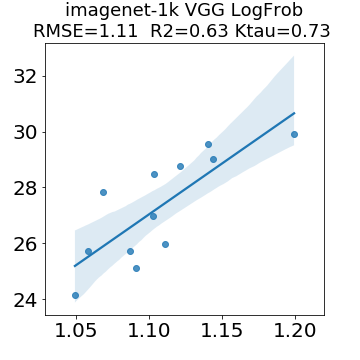 imagenet-1k VGG LogFrob
RMSE=1.11  R2=0.63 Ktau=0.73
32
30
28
26
24
1.05 1.10 1.15 1.20